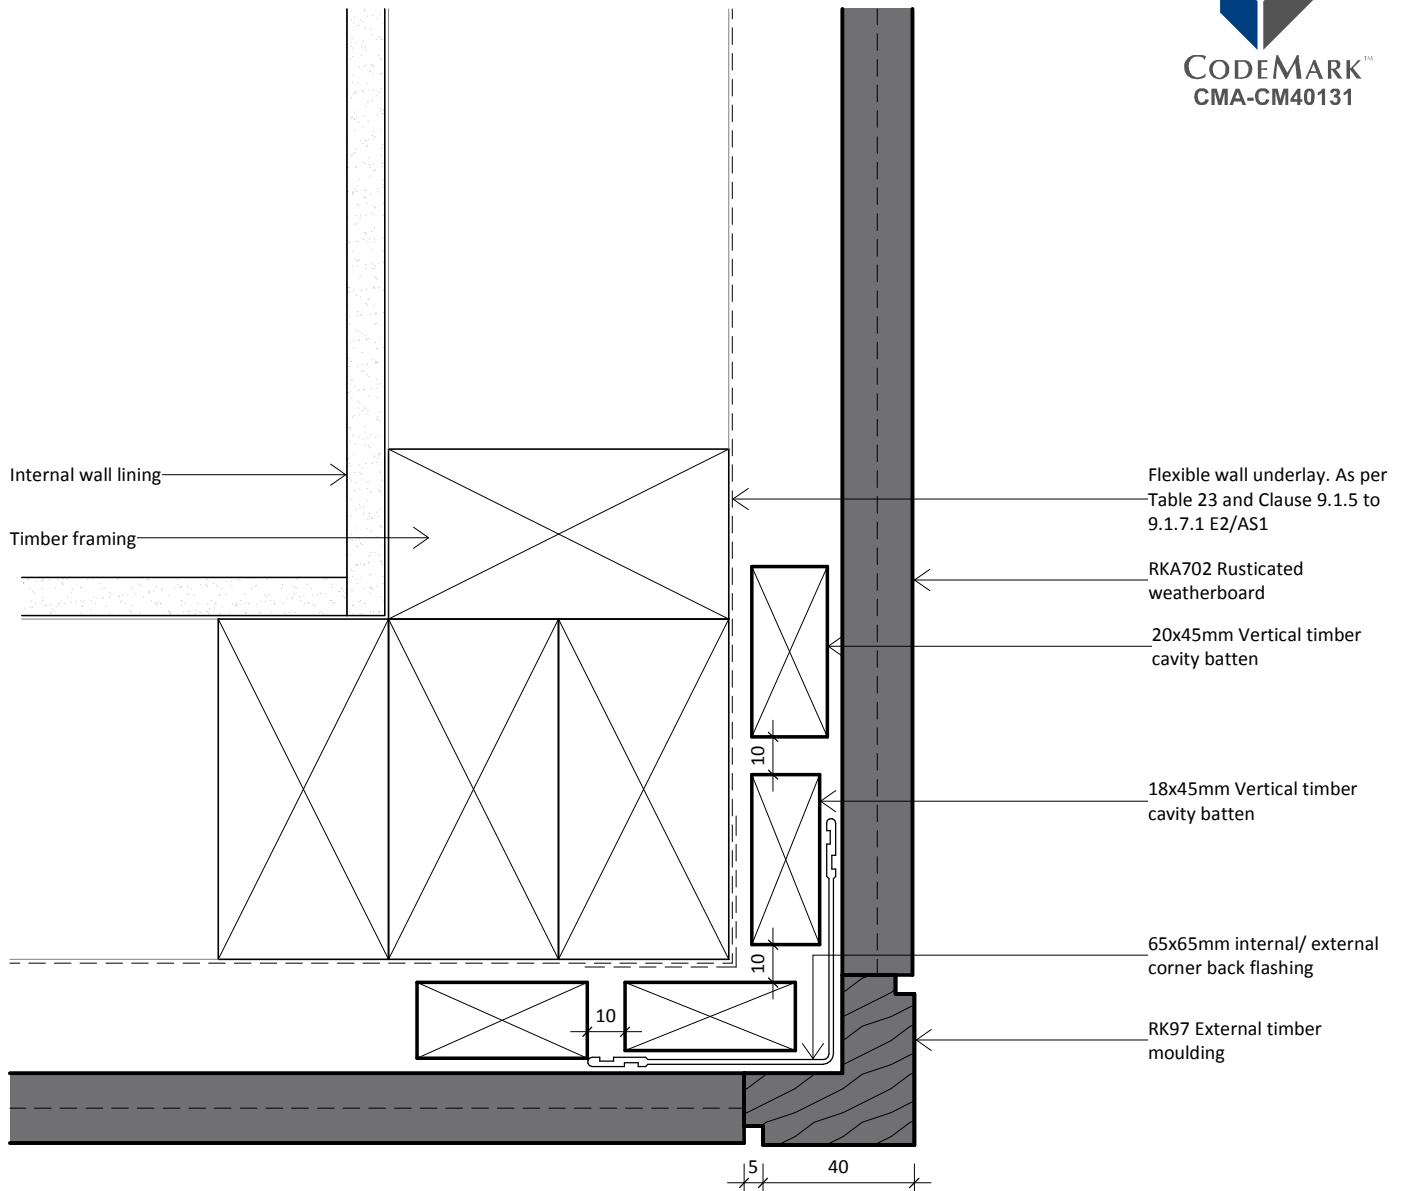 CODEMARK™
CMA-CM40131
Internal wall lining
Timber framing
Flexible wall underlay. As per
Table 23 and Clause 9.1.5 to
9.1.7.1 E2/AS1
RKA702 Rusticated
weatherboard
20x45mm Vertical timber
cavity batten
10
18x45mm Vertical timber
cavity batten
10
65x65mm internal/ external
corner back flashing
10
RK97 External timber
moulding
5
40